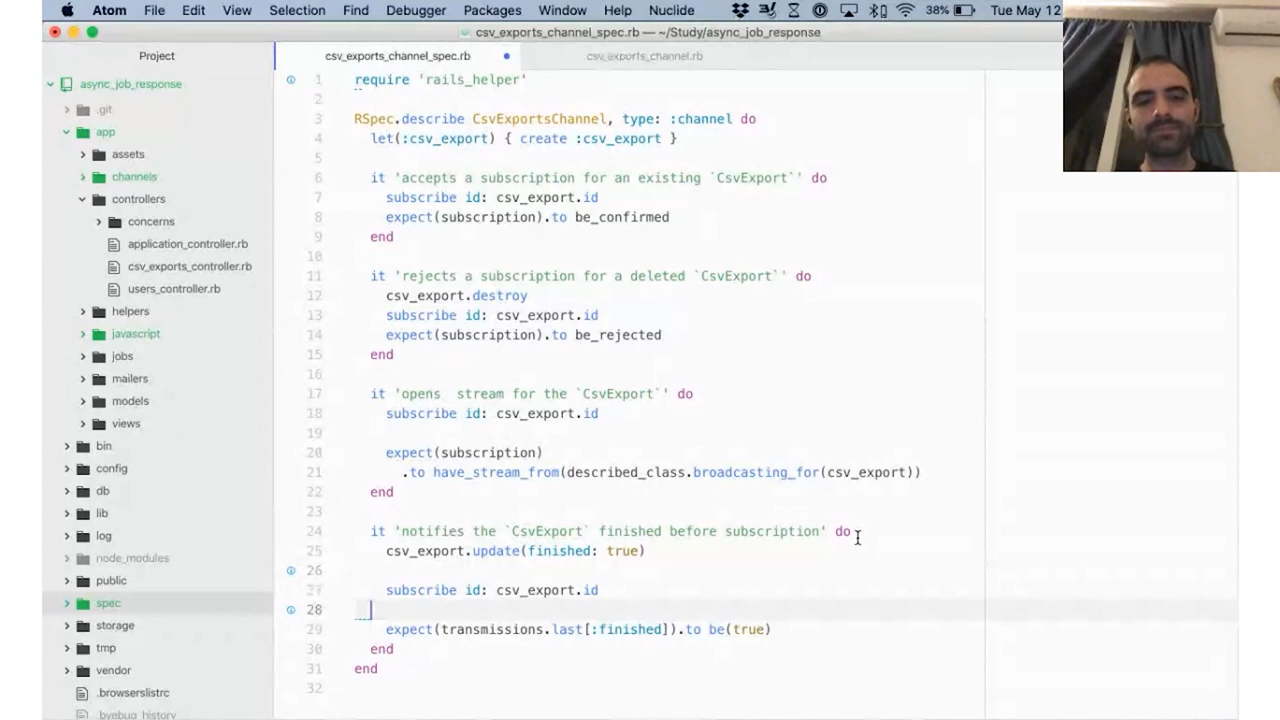 Atom File Edit View Selection Find Debugger Packages Window Help Nuclide 38% Tue May 12
csv_exports_channel_spec.rb — ~/Study/async_job_response
Project
csv_exports_channel_spec.rb
csv_exports_channel.rb
async_job_response
.git
app
assets
channels
controllers
concerns
application_controller.rb
csv_exports_controller.rb
users_controller.rb
helpers
javascript
jobs
mailers
models
views
bin
config
db
lib
log
node_modules
public
spec
storage
tmp
vendor
.browserslistrc
.byebug_history
1 require 'rails_helper'
2
3 RSpec.describe CsvExportsChannel, type: :channel do
4 let(:csv_export) { create :csv_export }
5
6 it 'accepts a subscription for an existing `CsvExport`' do
7 subscribe id: csv_export.id
8 expect(subscription).to be_confirmed
9 end
10
11 it 'rejects a subscription for a deleted `CsvExport`' do
12 csv_export.destroy
13 subscribe id: csv_export.id
14 expect(subscription).to be_rejected
15 end
16
17 it 'opens  stream for the `CsvExport`' do
18 subscribe id: csv_export.id
19
20 expect(subscription)
21 .to have_stream_from(described_class.broadcasting_for(csv_export))
22 end
23
24 it 'notifies the `CsvExport` finished before subscription' do
25 csv_export.update(finished: true)
26
27 subscribe id: csv_export.id
28
29 expect(transmissions.last[:finished]).to be(true)
30 end
31 end
32